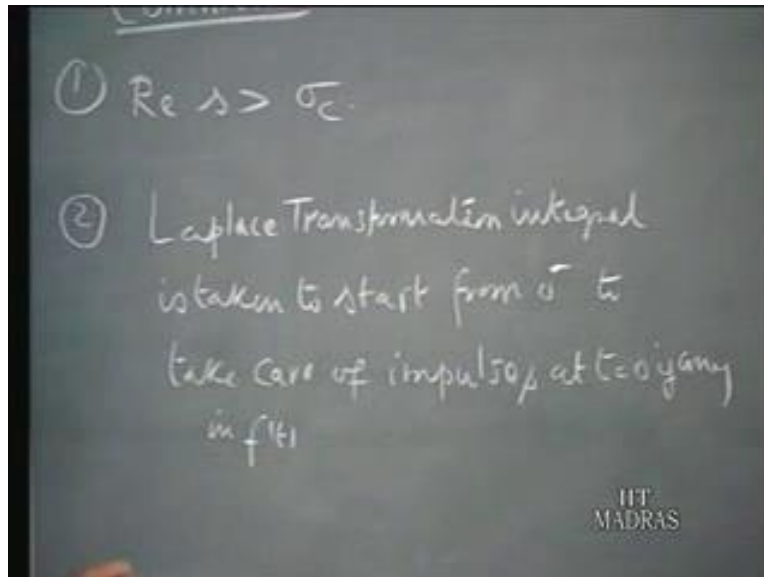 ① Re s > σc
② Laplace Transformation integral
is taken to start from 0⁻ to
take care of impulses at t=0 if any
in f(t)
IIT
MADRAS